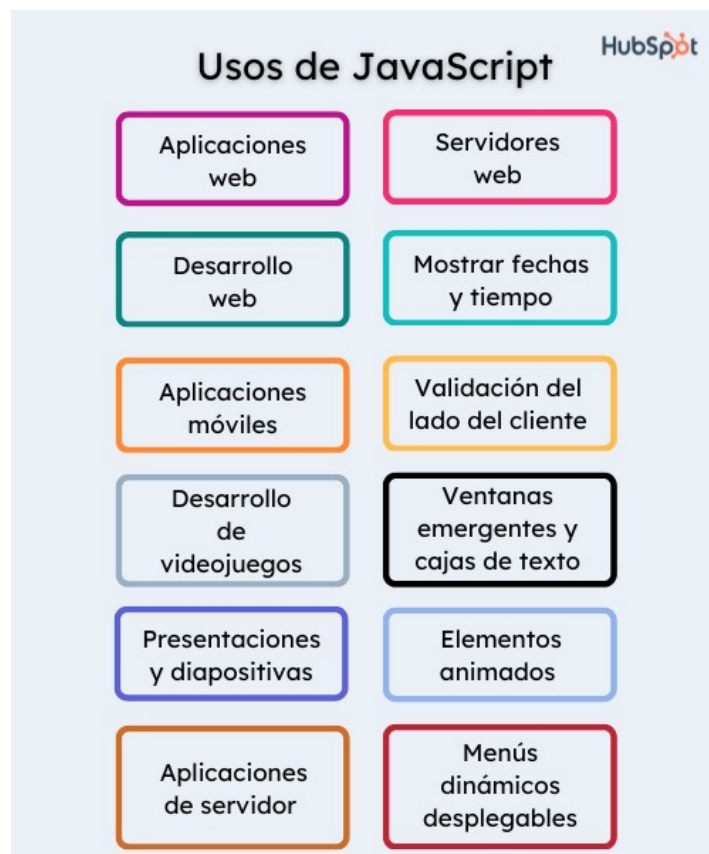 HubSpot
Usos de JavaScript
Aplicaciones
web
Servidores
web
Desarrollo
web
Mostrar fechas
y tiempo
Aplicaciones
móviles
Validación del
lado del cliente
Desarrollo
de
videojuegos
Ventanas
emergentes y
cajas de texto
Presentaciones
y diapositivas
Elementos
animados
Aplicaciones
de servidor
Menús
dinámicos
desplegables